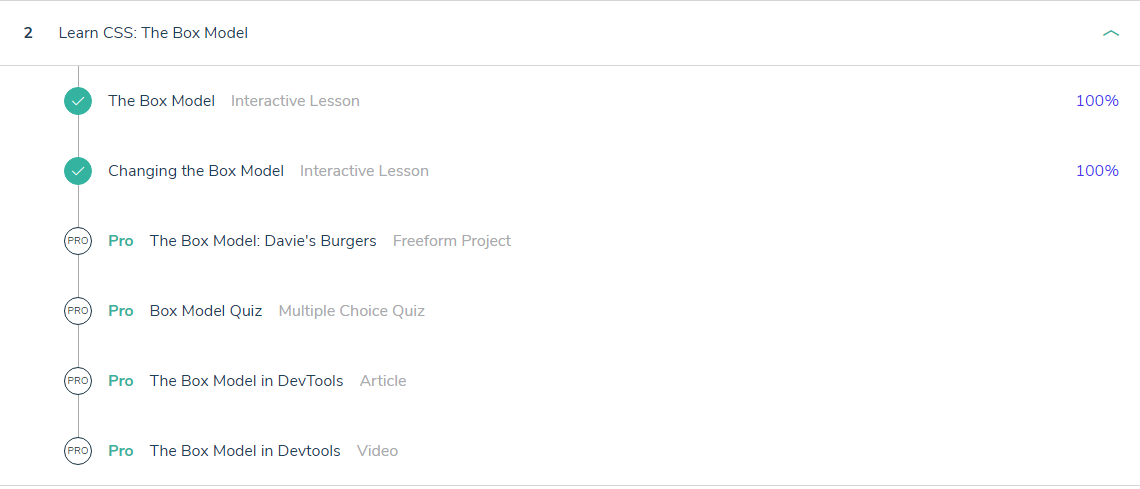 2 Learn CSS: The Box Model
The Box Model Interactive Lesson 100%
Changing the Box Model Interactive Lesson 100%
PRO Pro The Box Model: Davie's Burgers Freeform Project
PRO Pro Box Model Quiz Multiple Choice Quiz
PRO Pro The Box Model in DevTools Article
PRO Pro The Box Model in Devtools Video